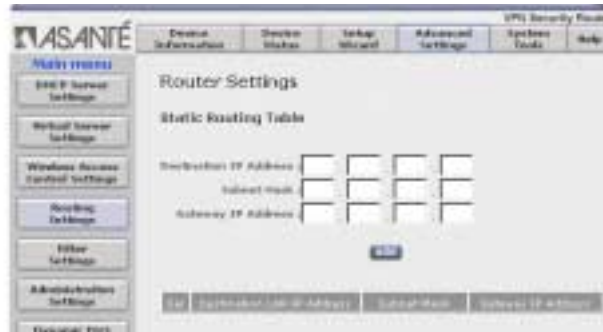 VPN Security Router
ASANTÉ
Device Information
Device Status
Setup Wizard
Advanced Settings
System Tools
Help
Main menu
DHCP Server Settings
Virtual Server Settings
Wireless Access Control Settings
Routing Settings
Filter Settings
Administration Settings
Dynamic DNS
Router Settings
Static Routing Table
Destination IP Address :
Subnet Mask :
Gateway IP Address :
Add
Destination LAN IP Address
Subnet Mask
Gateway IP Address